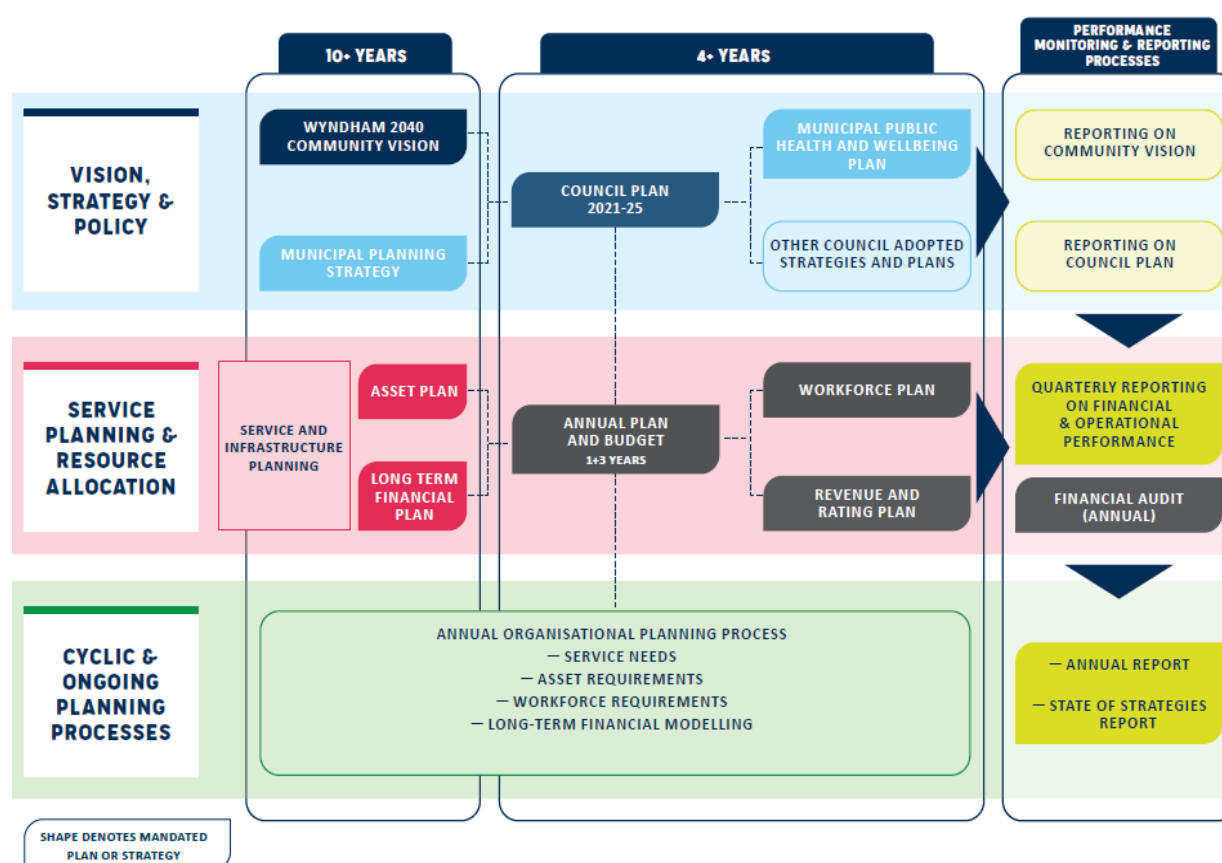 10+ YEARS
4+ YEARS
PERFORMANCE
MONITORING & REPORTING
PROCESSES
VISION,
STRATEGY &
POLICY
WYNDHAM 2040
COMMUNITY VISION
MUNICIPAL PLANNING
STRATEGY
COUNCIL PLAN
2021-25
MUNICIPAL PUBLIC
HEALTH AND WELLBEING
PLAN
OTHER COUNCIL ADOPTED
STRATEGIES AND PLANS
REPORTING ON
COMMUNITY VISION
REPORTING ON
COUNCIL PLAN
SERVICE
PLANNING &
RESOURCE
ALLOCATION
SERVICE AND
INFRASTRUCTURE
PLANNING
ASSET PLAN
LONG TERM
FINANCIAL
PLAN
ANNUAL PLAN
AND BUDGET
1+3 YEARS
WORKFORCE PLAN
REVENUE AND
RATING PLAN
QUARTERLY REPORTING
ON FINANCIAL
& OPERATIONAL
PERFORMANCE
FINANCIAL AUDIT
(ANNUAL)
CYCLIC &
ONGOING
PLANNING
PROCESSES
ANNUAL ORGANISATIONAL PLANNING PROCESS
— SERVICE NEEDS
— ASSET REQUIREMENTS
— WORKFORCE REQUIREMENTS
— LONG-TERM FINANCIAL MODELLING
— ANNUAL REPORT
— STATE OF STRATEGIES
REPORT
SHAPE DENOTES MANDATED
PLAN OR STRATEGY